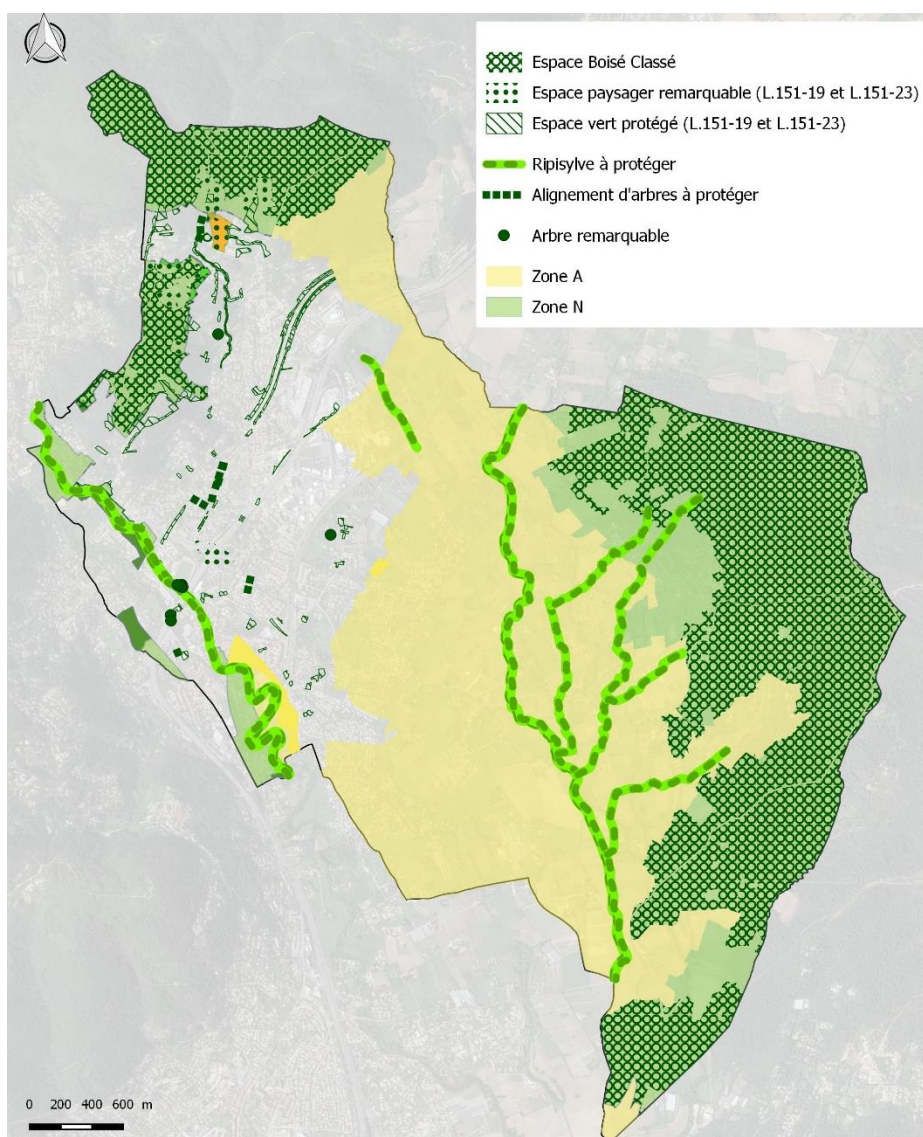 Espace Boisé Classé
Espace paysager remarquable (L.151-19 et L.151-23)
Espace vert protégé (L.151-19 et L.151-23)
Ripisylve à protéger
Alignement d'arbres à protéger
Arbre remarquable
Zone A
Zone N
0 200 400 600 m